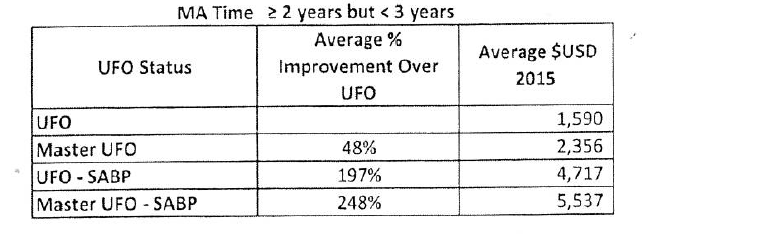 MA Time ≥ 2 years but < 3 years
UFO Status
Average %
Improvement Over
UFO
Average $USD
2015
UFO 1,590
Master UFO 48% 2,356
UFO - SABP 197% 4,717
Master UFO - SABP 248% 5,537